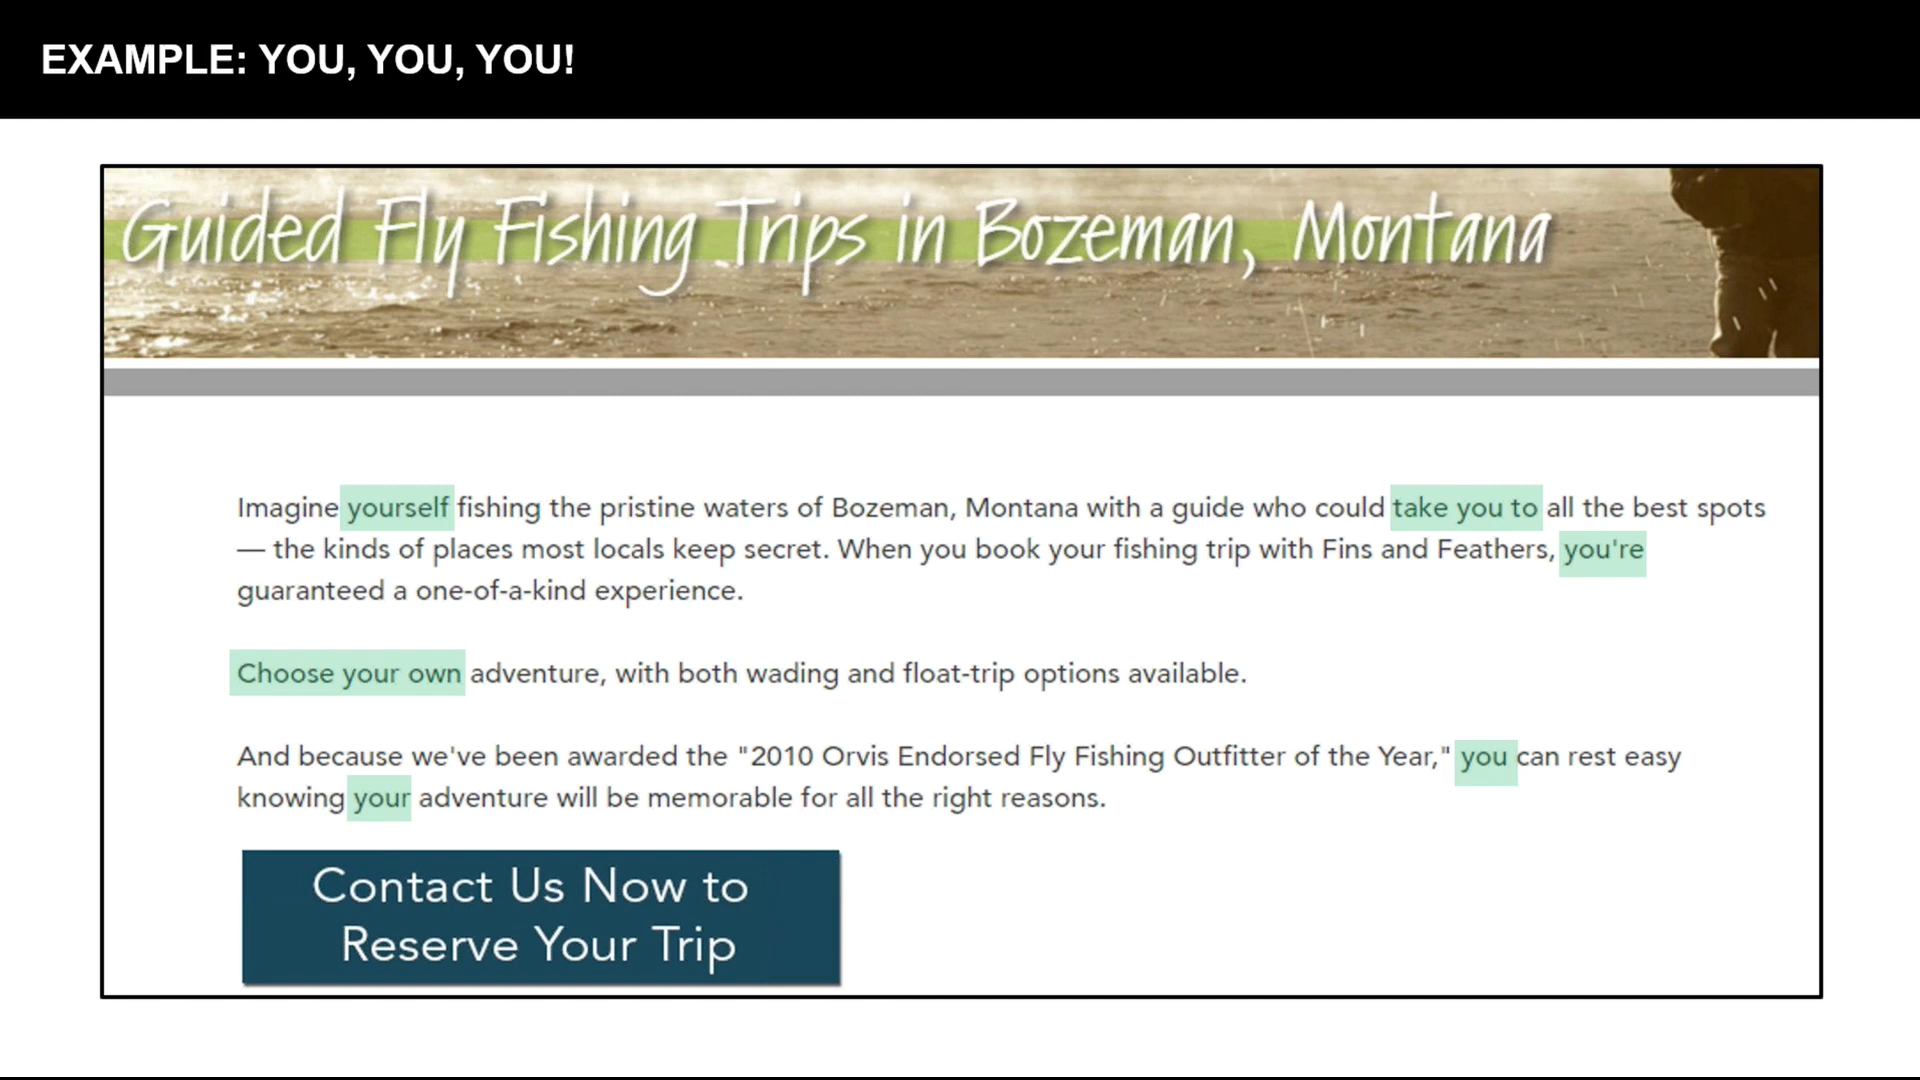 EXAMPLE: YOU, YOU, YOU!
Guided Fly Fishing Trips in Bozeman, Montana
Imagine yourself fishing the pristine waters of Bozeman, Montana with a guide who could take you to all the best spots
— the kinds of places most locals keep secret. When you book your fishing trip with Fins and Feathers, you're
guaranteed a one-of-a-kind experience.
Choose your own adventure, with both wading and float-trip options available.
And because we've been awarded the "2010 Orvis Endorsed Fly Fishing Outfitter of the Year," you can rest easy
knowing your adventure will be memorable for all the right reasons.
Contact Us Now to
Reserve Your Trip